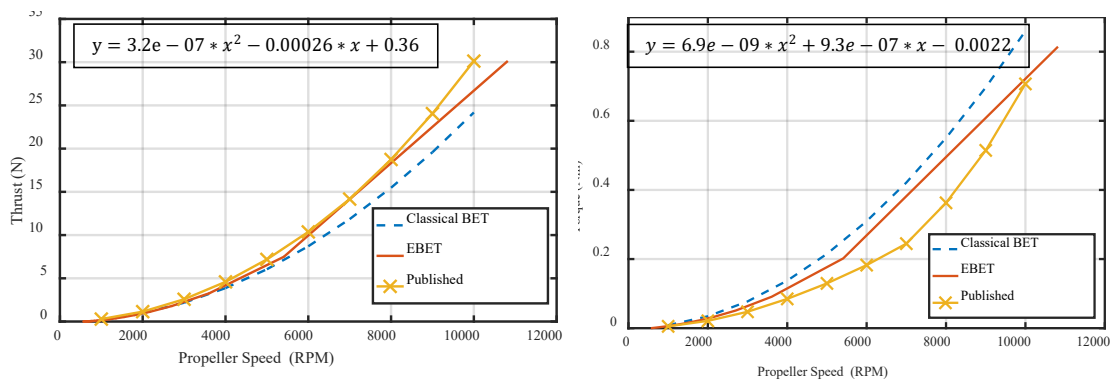 35
y = 3.2e − 07 ∗ x² − 0.00026 ∗ x + 0.36
30
25
20
15
10
5
0
Thrust (N)
Classical BET
EBET
Published
0 2000 4000 6000 8000 10000 12000
Propeller Speed (RPM)
y = 6.9e − 09 ∗ x² + 9.3e − 07 ∗ x − 0.0022
0.8
0.6
0.4
0.2
0
Classical BET
EBET
Published
0 2000 4000 6000 8000 10000 12000
Propeller Speed (RPM)